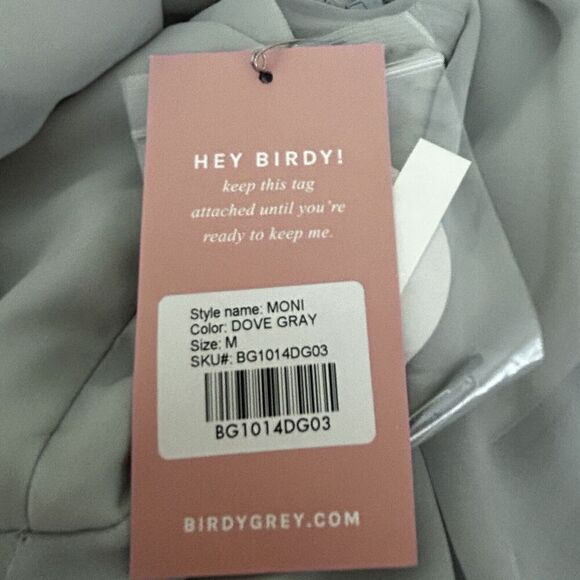 HEY BIRDY!
keep this tag
attached until you're
ready to keep me.
Style name: MONI
Color: DOVE GRAY
Size: M
SKU#: BG1014DG03
BG1014DG03
BIRDYGREY.COM